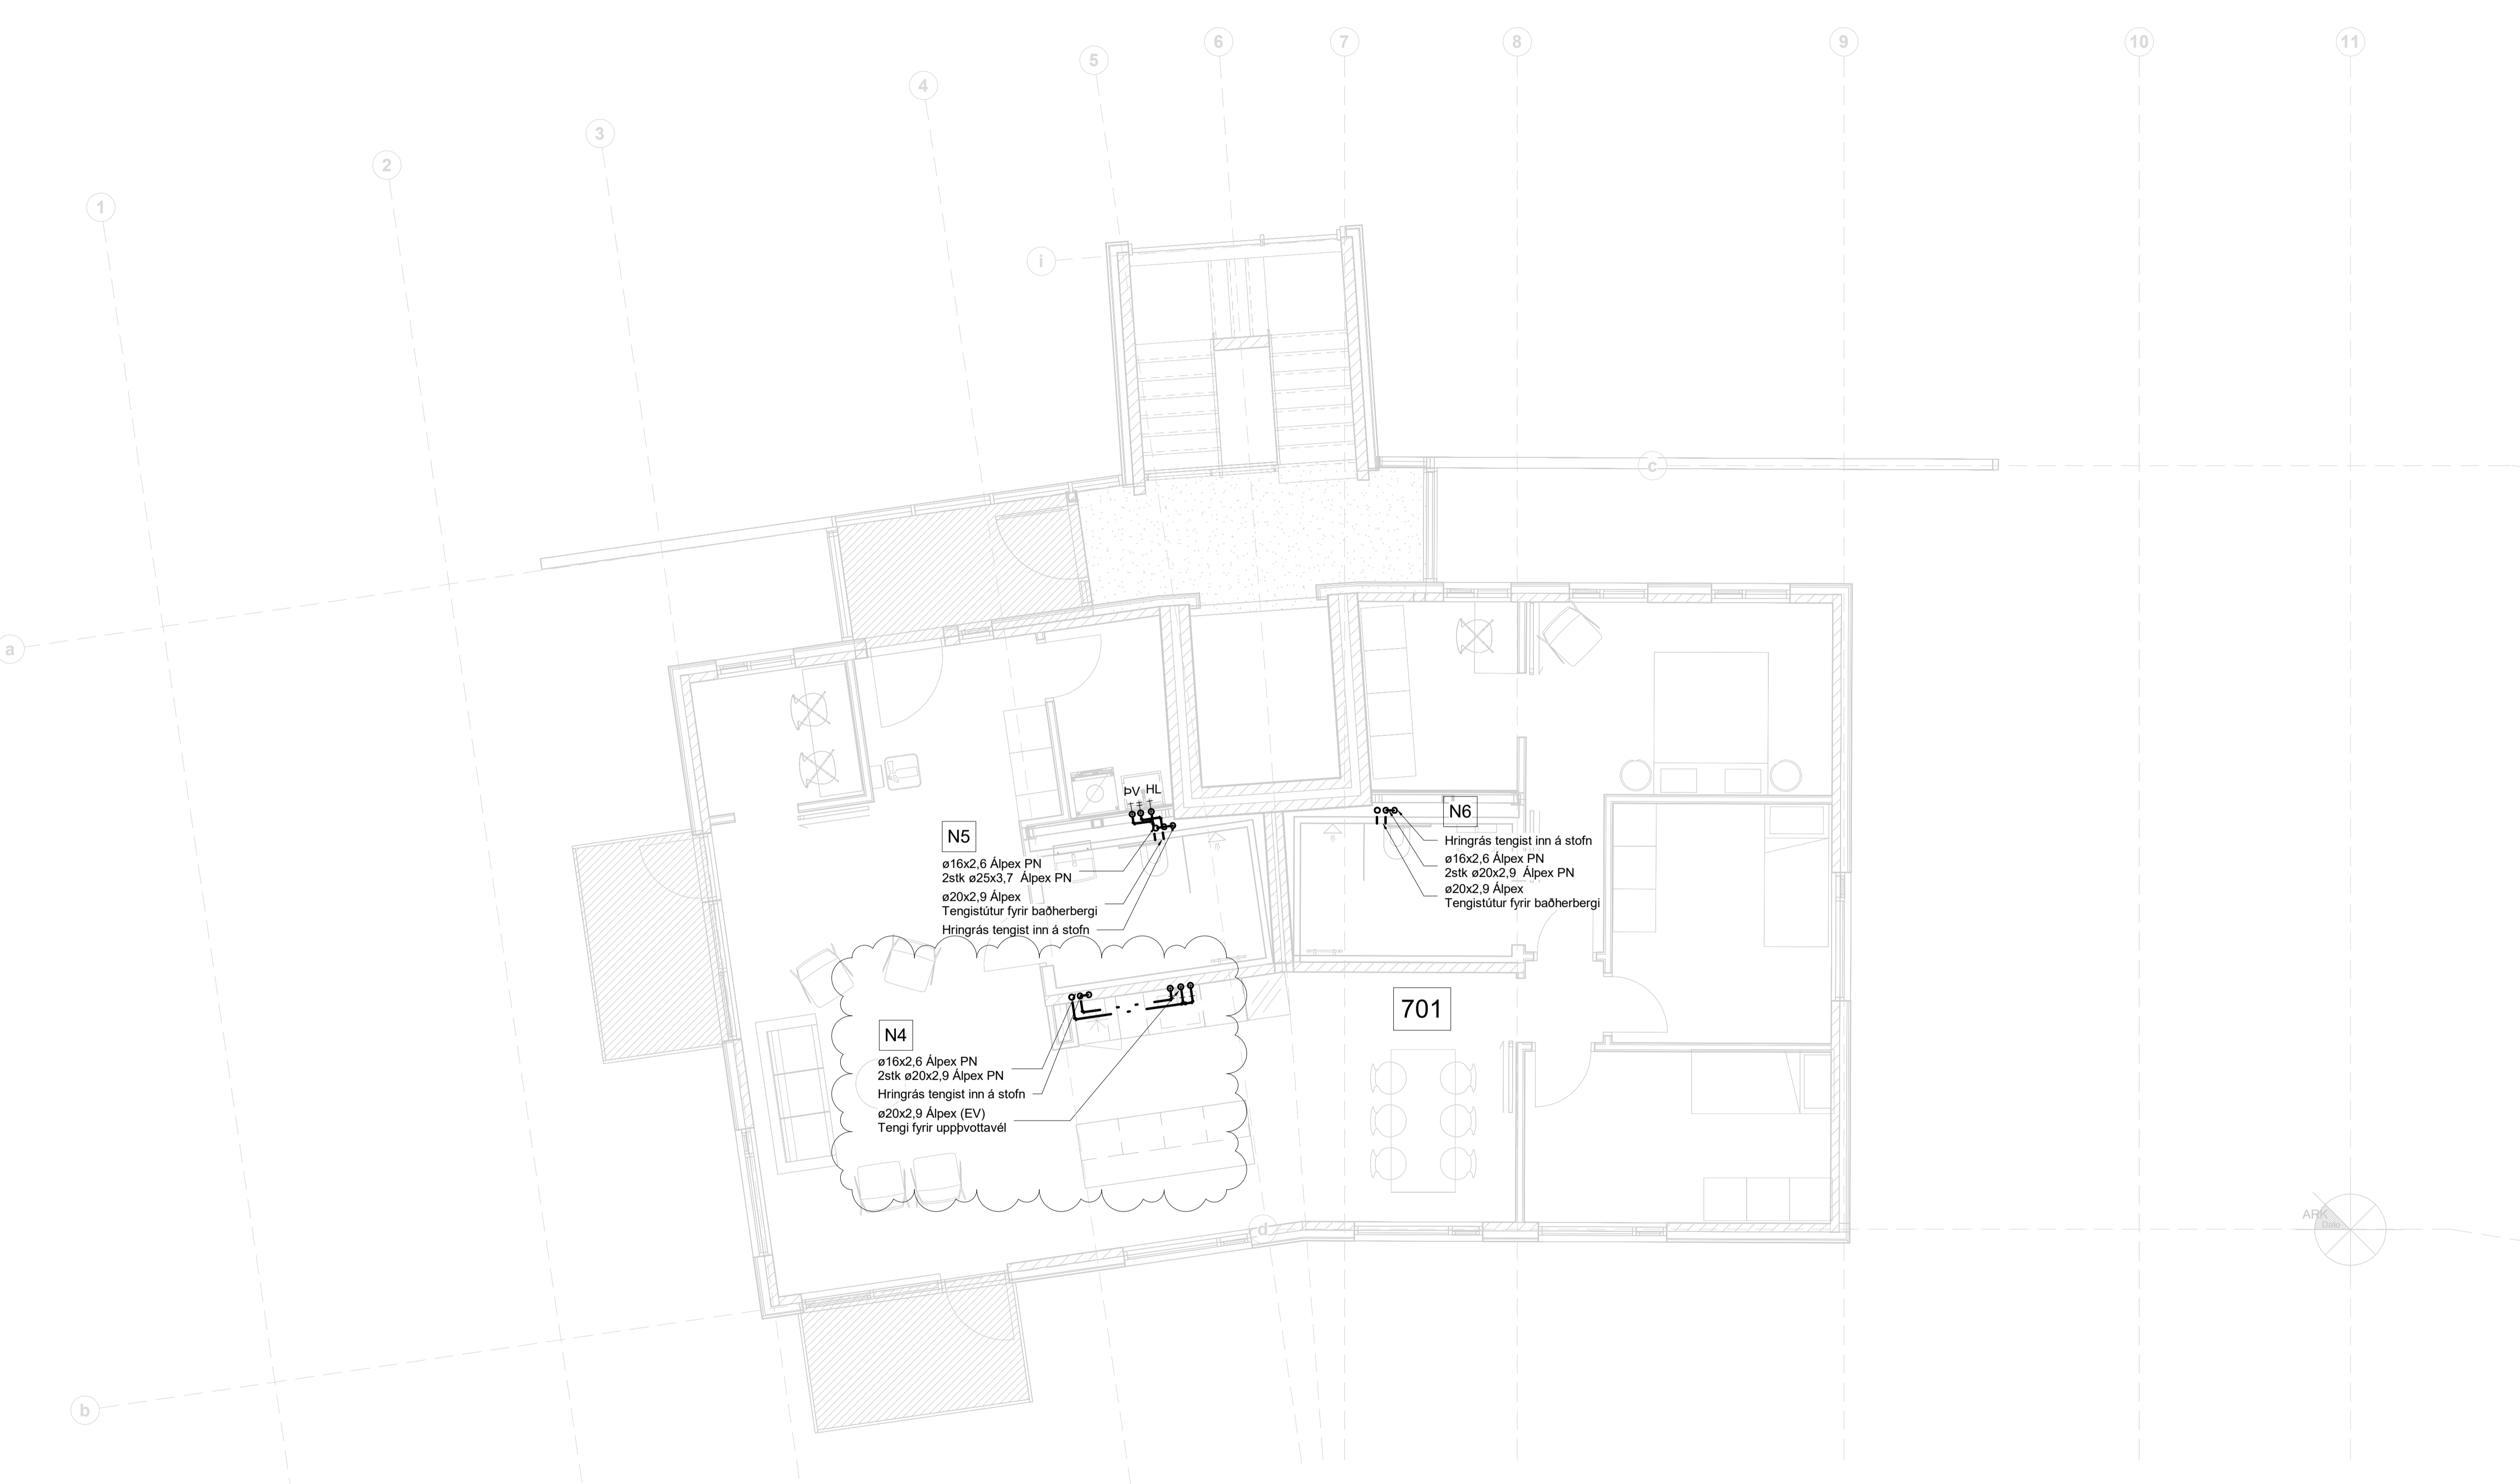 1
2
3
4
5
6
7
8
9
10
11
i
c
a
ÞV HL
N5
ø16x2,6 Álpex PN
2stk ø25x3,7 Álpex PN
ø20x2,9 Álpex
Tengistútur fyrir baðherbergi
Hringrás tengist inn á stofn
N6
Hringrás tengist inn á stofn
ø16x2,6 Álpex PN
2stk ø20x2,9 Álpex PN
ø20x2,9 Álpex
Tengistútur fyrir baðherbergi
701
N4
ø16x2,6 Álpex PN
2stk ø20x2,9 Álpex PN
Hringrás tengist inn á stofn
ø20x2,9 Álpex (EV)
Tengi fyrir uppþvottavél
d
ARK
b